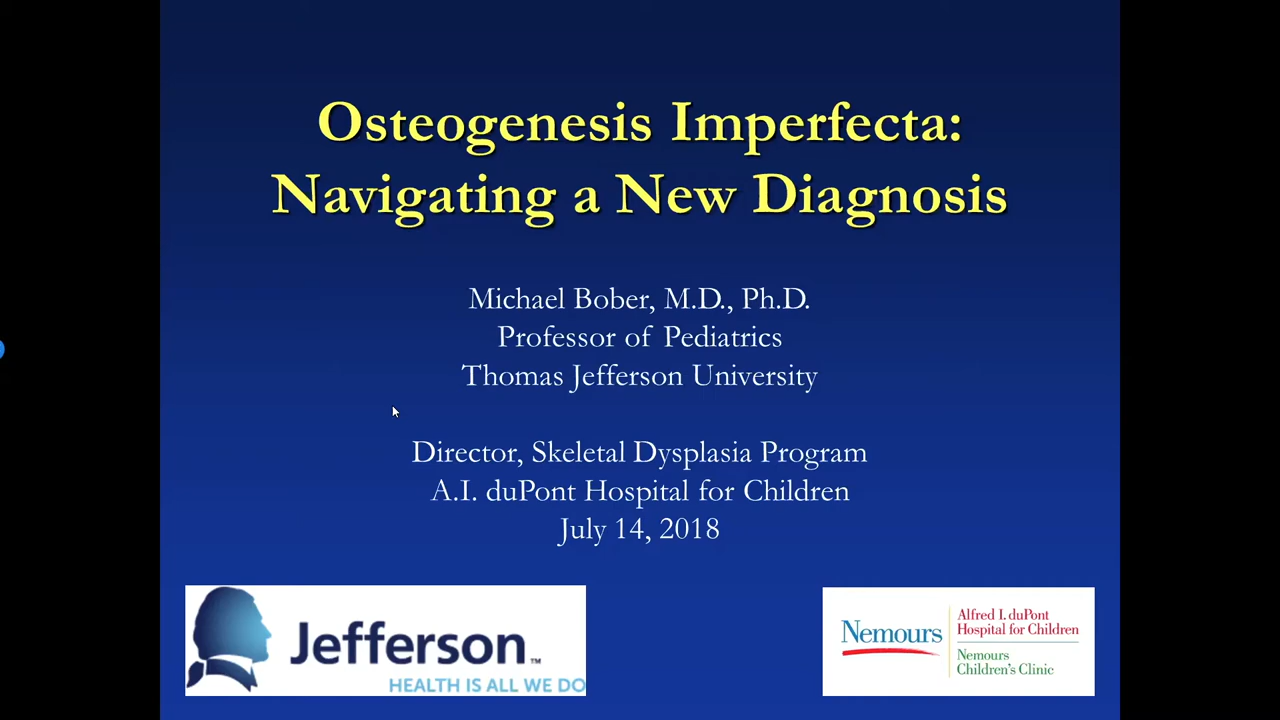 Osteogenesis Imperfecta:
Navigating a New Diagnosis
Michael Bober, M.D., Ph.D.
Professor of Pediatrics
Thomas Jefferson University
Director, Skeletal Dysplasia Program
A.I. duPont Hospital for Children
July 14, 2018
Jefferson™
HEALTH IS ALL WE DO
Nemours
Alfred I. duPont
Hospital for Children
Nemours
Children's Clinic